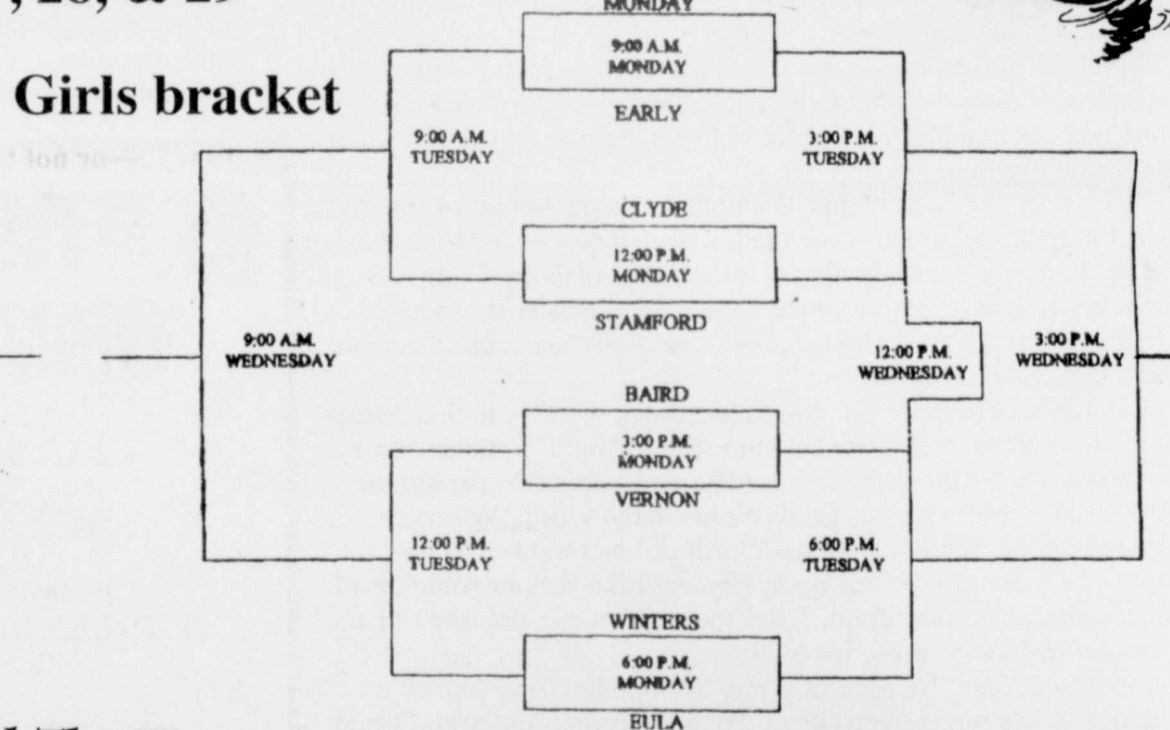 28, & 29
Girls bracket
MONDAY
9:00 A.M.
MONDAY
EARLY
9:00 A.M.
TUESDAY
3:00 P.M.
TUESDAY
CLYDE
12:00 P.M.
MONDAY
STAMFORD
9:00 A.M.
WEDNESDAY
12:00 P.M.
WEDNESDAY
3:00 P.M.
WEDNESDAY
BAIRD
3:00 P.M.
MONDAY
VERNON
12:00 P.M.
TUESDAY
6:00 P.M.
TUESDAY
WINTERS
6:00 P.M.
MONDAY
EULA